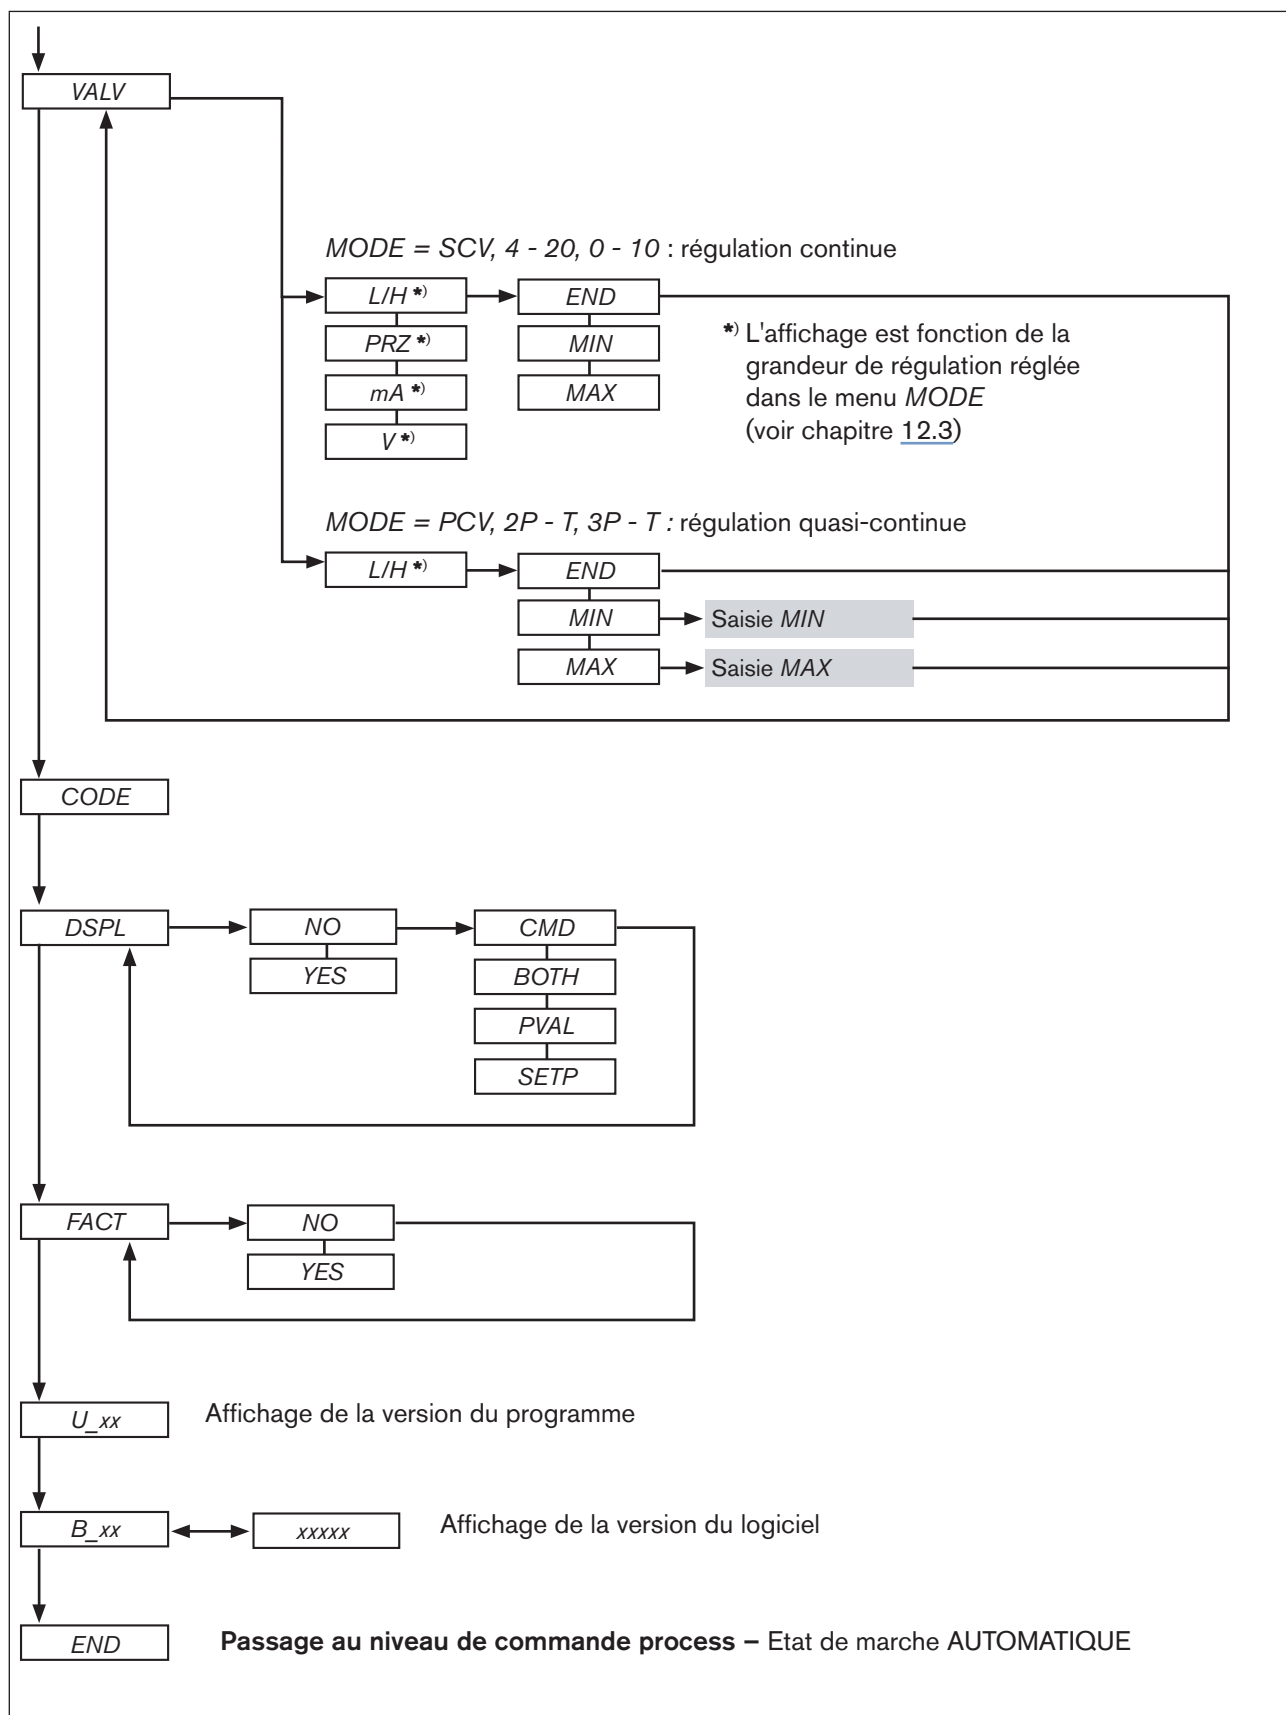 VALV
MODE = SCV, 4 - 20, 0 - 10 : régulation continue
L/H *)
END
PRZ *)
MIN
mA *)
MAX
V *)
*) L'affichage est fonction de la
grandeur de régulation réglée
dans le menu MODE
(voir chapitre 12.3)
MODE = PCV, 2P - T, 3P - T : régulation quasi-continue
L/H *)
END
MIN
Saisie MIN
MAX
Saisie MAX
CODE
DSPL
NO
CMD
YES
BOTH
PVAL
SETP
FACT
NO
YES
U_xx
Affichage de la version du programme
B_xx
xxxxx
Affichage de la version du logiciel
END
Passage au niveau de commande process – Etat de marche AUTOMATIQUE